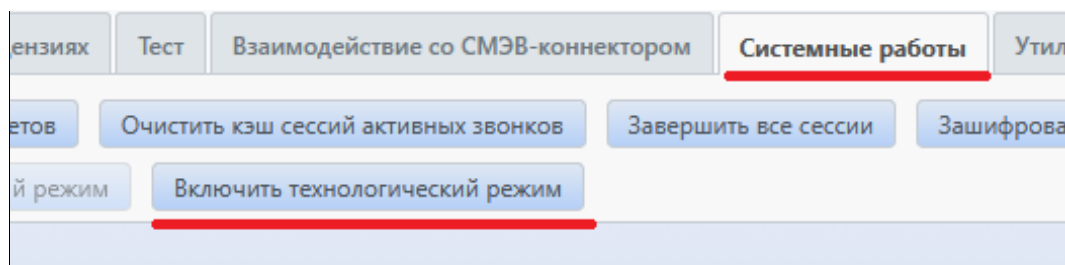 ензиях Тест Взаимодействие со СМЭВ-коннектором Системные работы Утил
етов Очистить кэш сессий активных звонков Завершить все сессии Зашифрова
й режим Включить технологический режим